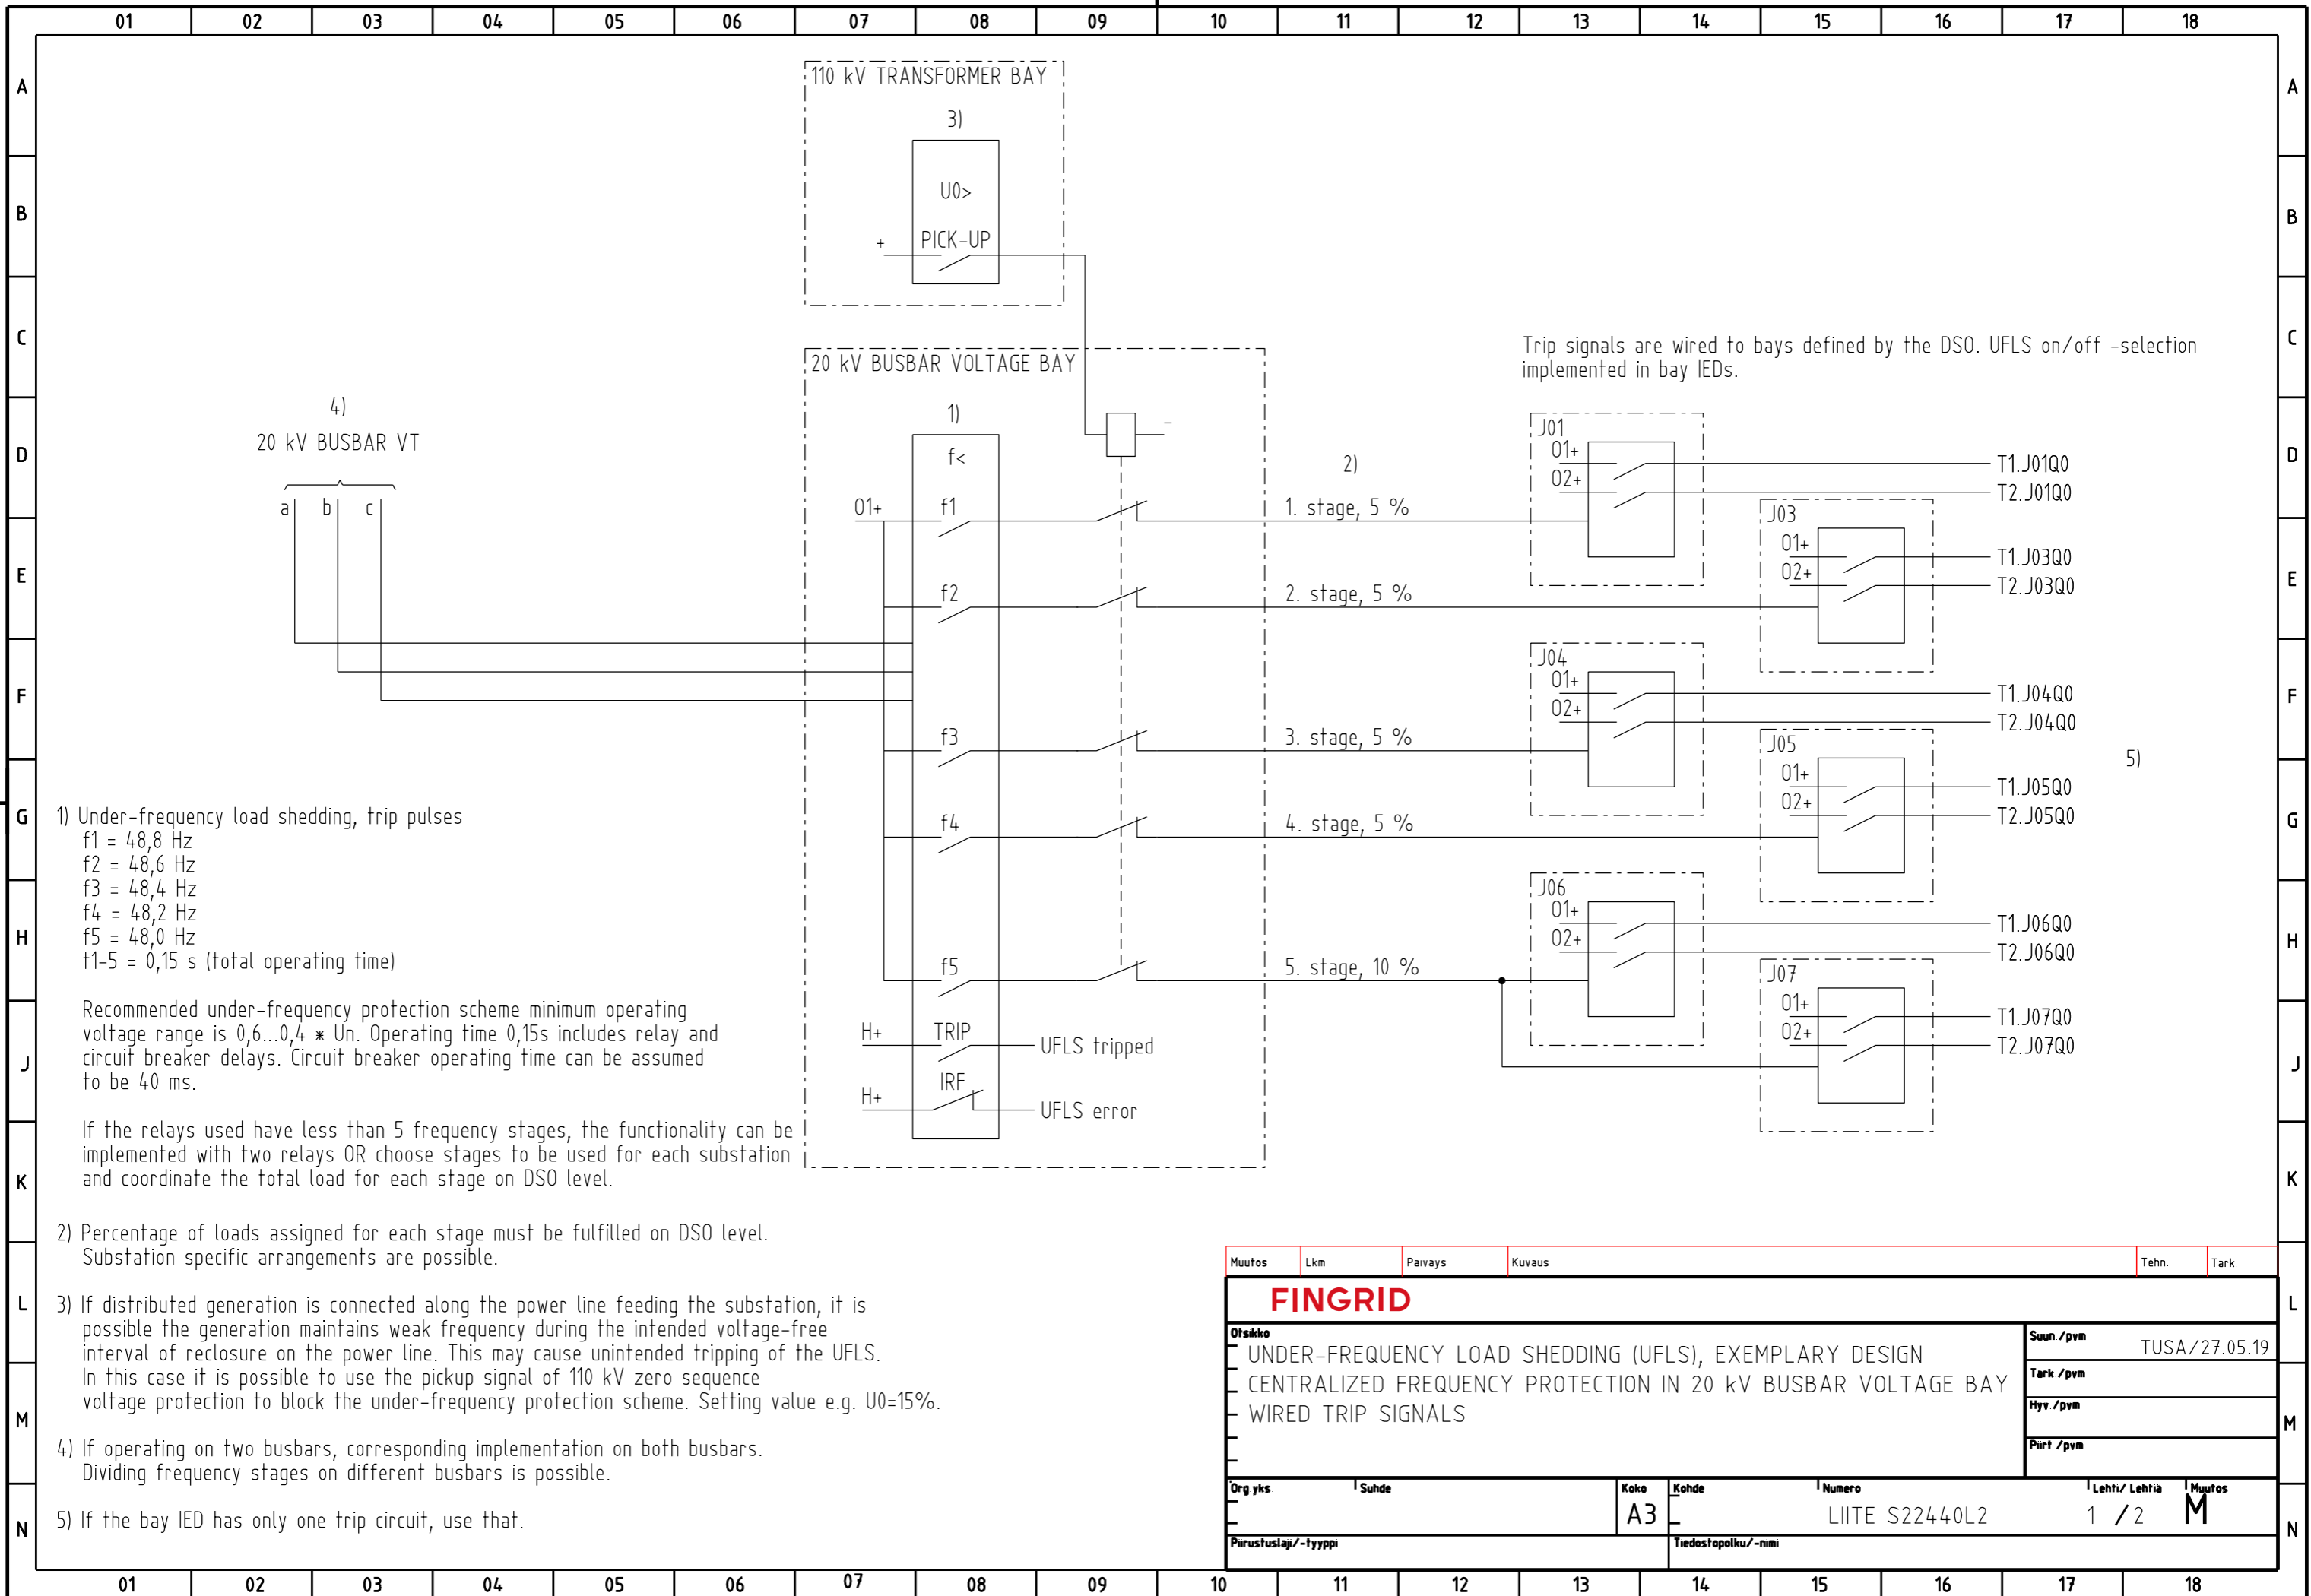 01 02 03 04 05 06 07 08 09 10 11 12 13 14 15 16 17 18
A A
B B
C C
D D
E E
F F
G G
H H
J J
K K
L L
M M
N N
110 kV TRANSFORMER BAY
3)
U0>
+ PICK-UP
20 kV BUSBAR VOLTAGE BAY
1)
f<
-
01+ f1
f2
f3
f4
f5
H+ TRIP UFLS tripped
IRF
H+ UFLS error
4)
20 kV BUSBAR VT
a b c
2)
1. stage, 5 %
2. stage, 5 %
3. stage, 5 %
4. stage, 5 %
5. stage, 10 %
Trip signals are wired to bays defined by the DSO. UFLS on/off -selection
implemented in bay IEDs.
J01
01+ T1.J01Q0
02+ T2.J01Q0
J03
01+ T1.J03Q0
02+ T2.J03Q0
J04
01+ T1.J04Q0
02+ T2.J04Q0
J05
01+ T1.J05Q0
02+ T2.J05Q0
5)
J06
01+ T1.J06Q0
02+ T2.J06Q0
J07
01+ T1.J07Q0
02+ T2.J07Q0
1) Under-frequency load shedding, trip pulses
f1 = 48,8 Hz
f2 = 48,6 Hz
f3 = 48,4 Hz
f4 = 48,2 Hz
f5 = 48,0 Hz
t1-5 = 0,15 s (total operating time)
Recommended under-frequency protection scheme minimum operating
voltage range is 0,6...0,4 * Un. Operating time 0,15s includes relay and
circuit breaker delays. Circuit breaker operating time can be assumed
to be 40 ms.
If the relays used have less than 5 frequency stages, the functionality can be
implemented with two relays OR choose stages to be used for each substation
and coordinate the total load for each stage on DSO level.
2) Percentage of loads assigned for each stage must be fulfilled on DSO level.
Substation specific arrangements are possible.
3) If distributed generation is connected along the power line feeding the substation, it is
possible the generation maintains weak frequency during the intended voltage-free
interval of reclosure on the power line. This may cause unintended tripping of the UFLS.
In this case it is possible to use the pickup signal of 110 kV zero sequence
voltage protection to block the under-frequency protection scheme. Setting value e.g. U0=15%.
4) If operating on two busbars, corresponding implementation on both busbars.
Dividing frequency stages on different busbars is possible.
5) If the bay IED has only one trip circuit, use that.
Muutos Lkm Päiväys Kuvaus Tehn. Tark.
FINGRID
Otsikko
UNDER-FREQUENCY LOAD SHEDDING (UFLS), EXEMPLARY DESIGN
CENTRALIZED FREQUENCY PROTECTION IN 20 kV BUSBAR VOLTAGE BAY
WIRED TRIP SIGNALS
Suun./pvm TUSA/27.05.19
Tark./pvm
Hyv./pvm
Piirt./pvm
Org.yks. Suhde Koko Kohde Numero Lehti/ Lehtiä Muutos
A3 LIITE S22440L2 1 / 2 M
Piirustuslaji/-tyyppi Tiedostopolku/-nimi
01 02 03 04 05 06 07 08 09 10 11 12 13 14 15 16 17 18